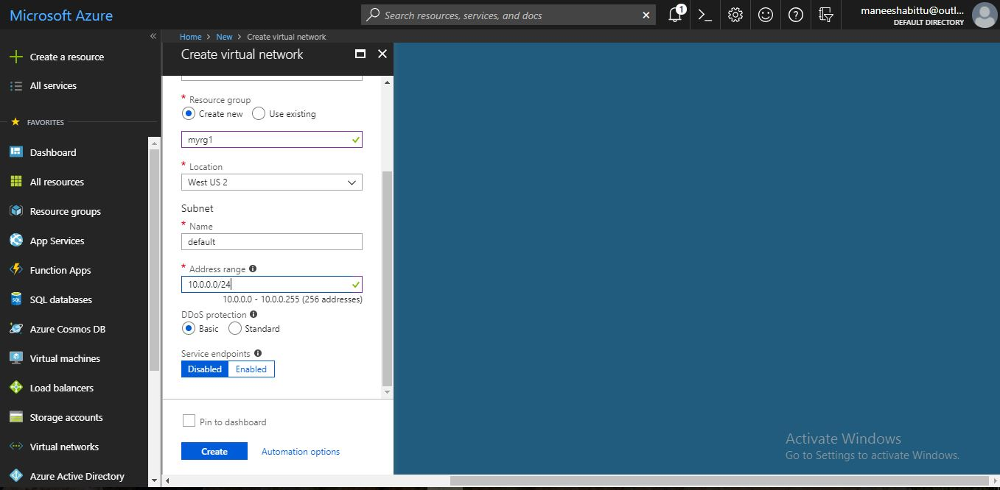 Microsoft Azure
Search resources, services, and docs
1
maneeshabittu@outl...
DEFAULT DIRECTORY
Home > New > Create virtual network
Create a resource
All services
FAVORITES
Dashboard
All resources
Resource groups
App Services
Function Apps
SQL databases
Azure Cosmos DB
Virtual machines
Load balancers
Storage accounts
Virtual networks
Azure Active Directory
Create virtual network
* Resource group
Create new Use existing
myrg1
* Location
West US 2
Subnet
* Name
default
* Address range
10.0.0.0/24
10.0.0.0 - 10.0.0.255 (256 addresses)
DDoS protection
Basic Standard
Service endpoints
Disabled Enabled
Pin to dashboard
Create Automation options
Activate Windows
Go to Settings to activate Windows.